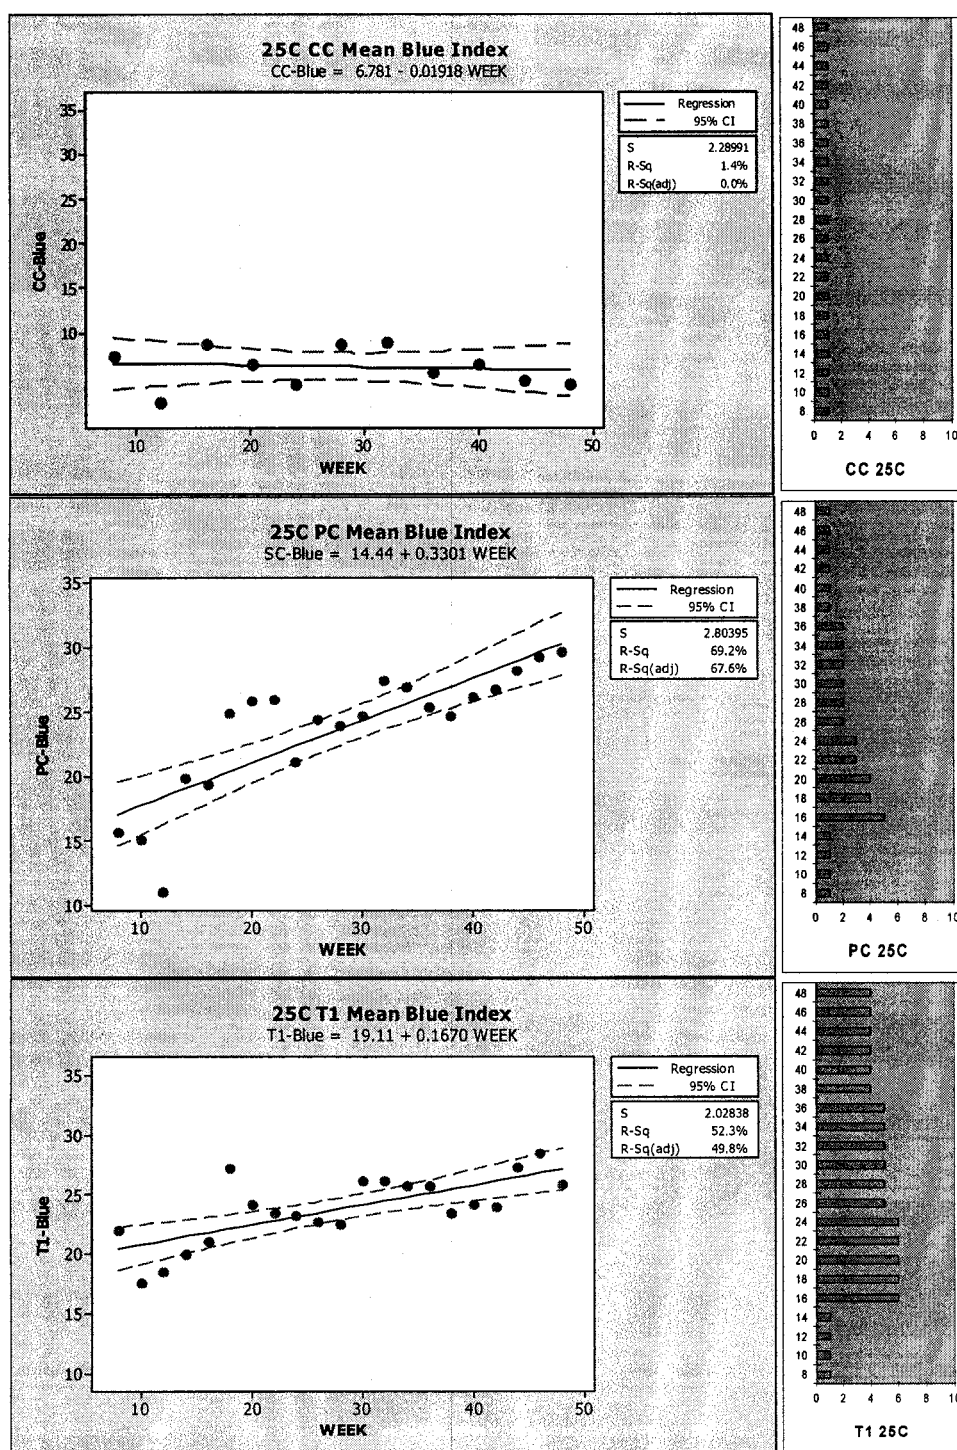 25C CC Mean Blue Index
CC-Blue = 6.781 - 0.01918 WEEK
35
30
25
20
15
10
CC-Blue
10 20 30 40 50
WEEK
Regression
95% CI
S 2.28991
R-Sq 1.4%
R-Sq(adj) 0.0%
48
46
44
42
40
38
36
34
32
30
28
26
24
22
20
18
16
14
12
10
8
0 2 4 6 8 10
CC 25C
25C PC Mean Blue Index
SC-Blue = 14.44 + 0.3301 WEEK
35
30
25
20
15
10
PC-Blue
10 20 30 40 50
WEEK
Regression
95% CI
S 2.80395
R-Sq 69.2%
R-Sq(adj) 67.6%
48
46
44
42
40
38
36
34
32
30
28
26
24
22
20
18
16
14
12
10
8
0 2 4 6 8 10
PC 25C
25C T1 Mean Blue Index
T1-Blue = 19.11 + 0.1670 WEEK
35
30
25
20
15
10
T1-Blue
10 20 30 40 50
WEEK
Regression
95% CI
S 2.02838
R-Sq 52.3%
R-Sq(adj) 49.8%
48
46
44
42
40
38
36
34
32
30
28
26
24
22
20
18
16
14
12
10
8
0 2 4 6 8 10
T1 25C